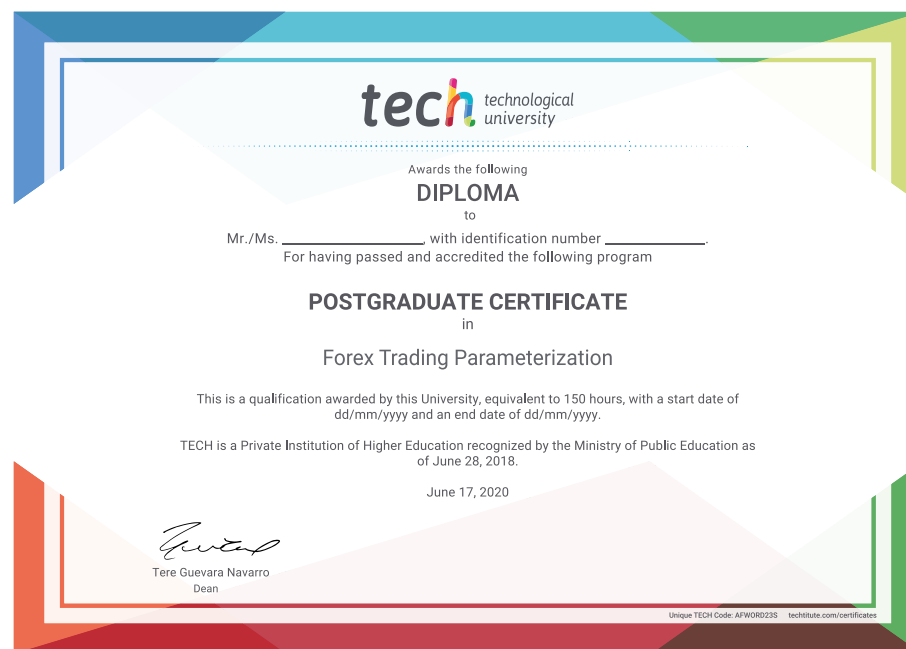 tech technological
university
Awards the following
DIPLOMA
to
Mr./Ms. ____________________, with identification number ______________.
For having passed and accredited the following program
POSTGRADUATE CERTIFICATE
in
Forex Trading Parameterization
This is a qualification awarded by this University, equivalent to 150 hours, with a start date of
dd/mm/yyyy and an end date of dd/mm/yyyy.
TECH is a Private Institution of Higher Education recognized by the Ministry of Public Education as
of June 28, 2018.
June 17, 2020
Tere Guevara Navarro
Dean
Unique TECH Code: AFWORD23S techtitute.com/certificates